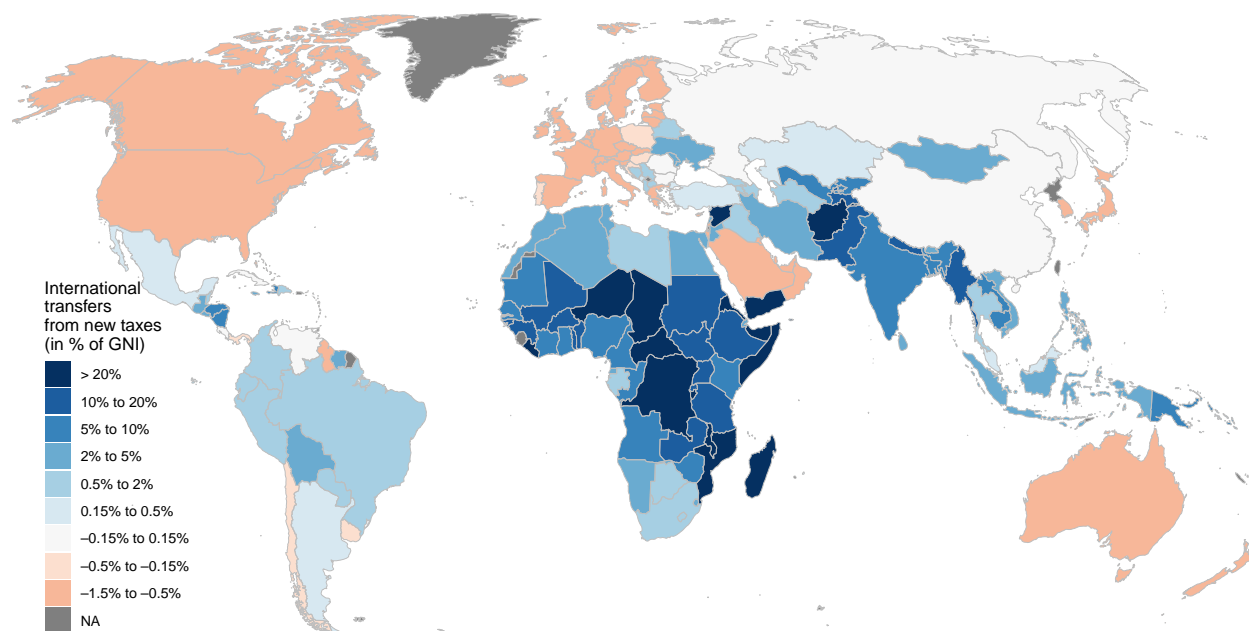 International
transfers
from new taxes
(in % of GNI)
> 20%
10% to 20%
5% to 10%
2% to 5%
0.5% to 2%
0.15% to 0.5%
−0.15% to 0.15%
−0.5% to −0.15%
−1.5% to −0.5%
NA